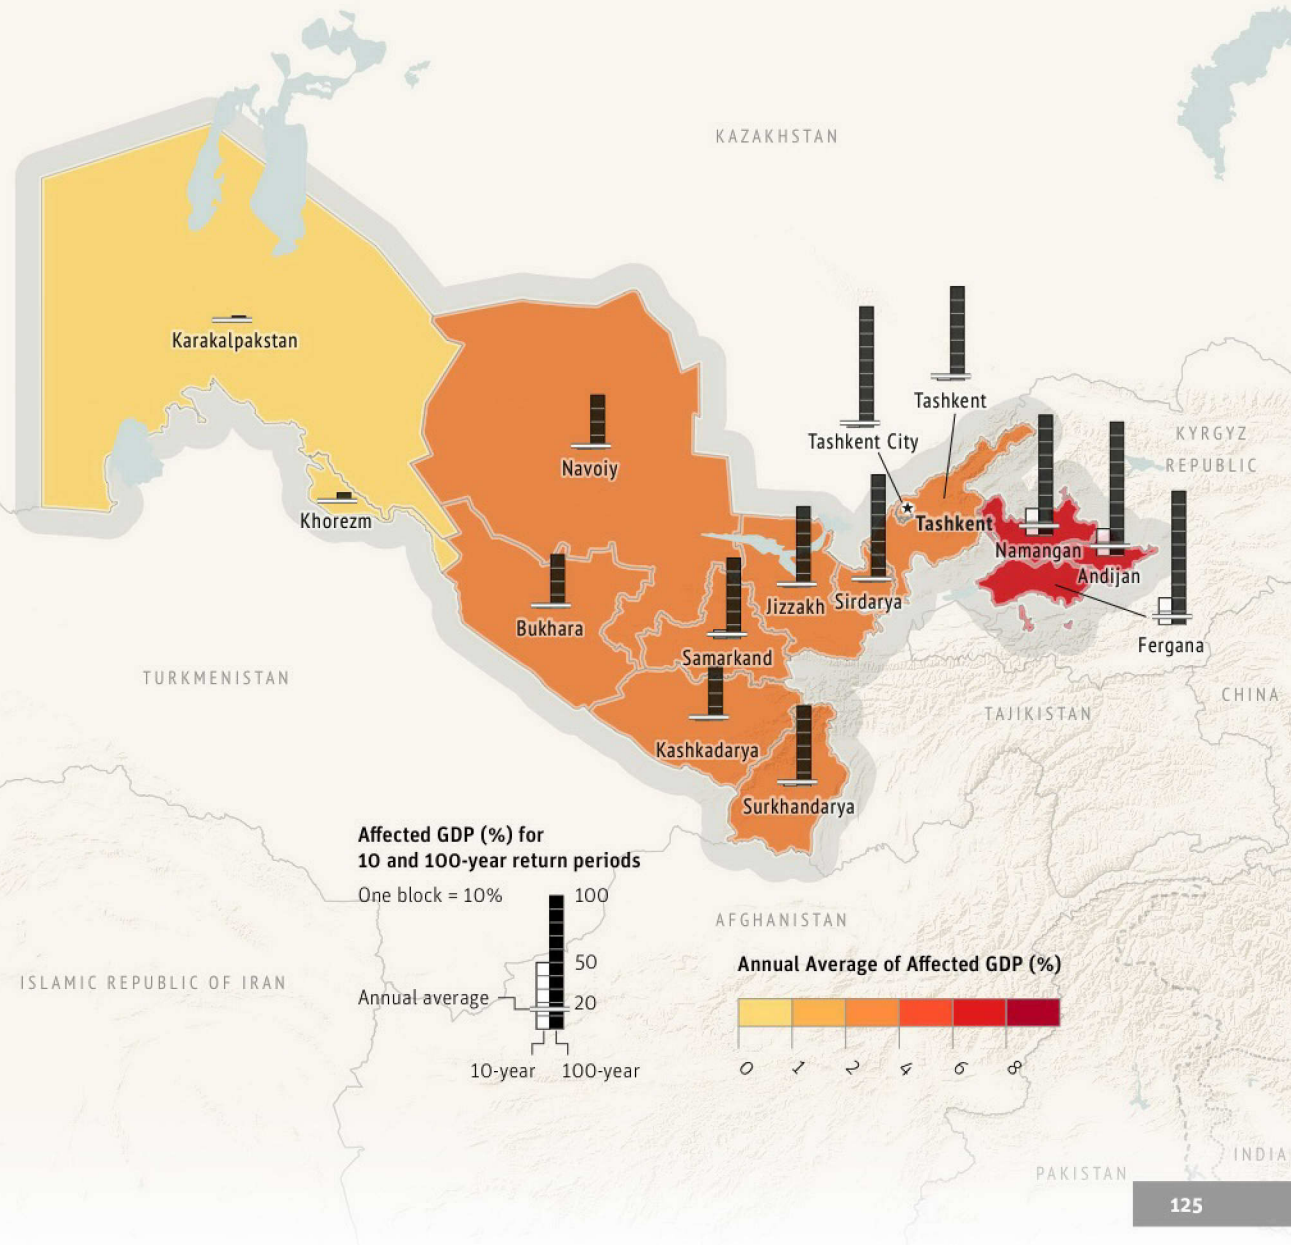 KAZAKHSTAN
Karakalpakstan
Tashkent
KYRGYZ
REPUBLIC
Tashkent City
Navoiy
Khorezm
Tashkent
Namangan
Andijan
Jizzakh
Sirdarya
Bukhara
Fergana
Samarkand
TURKMENISTAN
CHINA
TAJIKISTAN
Kashkadarya
Surkhandarya
Affected GDP (%) for
10 and 100-year return periods
One block = 10%
100
50
20
Annual average
10-year
100-year
AFGHANISTAN
ISLAMIC REPUBLIC OF IRAN
Annual Average of Affected GDP (%)
0
1
2
4
6
8
INDIA
PAKISTAN
125